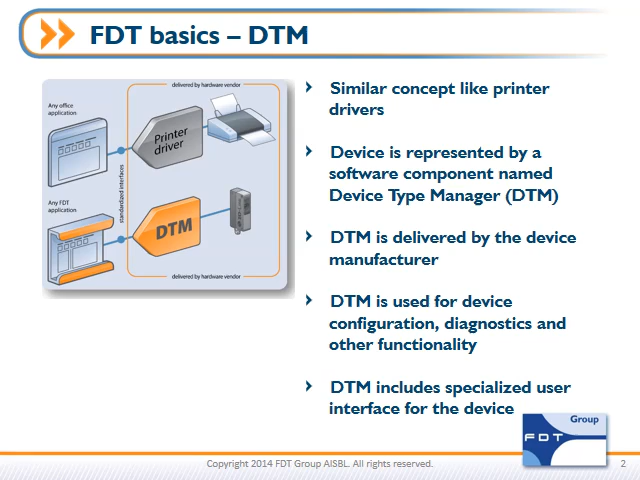 FDT basics – DTM
delivered by hardware vendor
Any office
application
Printer
driver
standardized interfaces
Any FDT
application
DTM
delivered by hardware vendor
Similar concept like printer
drivers
Device is represented by a
software component named
Device Type Manager (DTM)
DTM is delivered by the device
manufacturer
DTM is used for device
configuration, diagnostics and
other functionality
DTM includes specialized user
interface for the device
Group
FDT
Copyright 2014 FDT Group AISBL. All rights reserved.
2